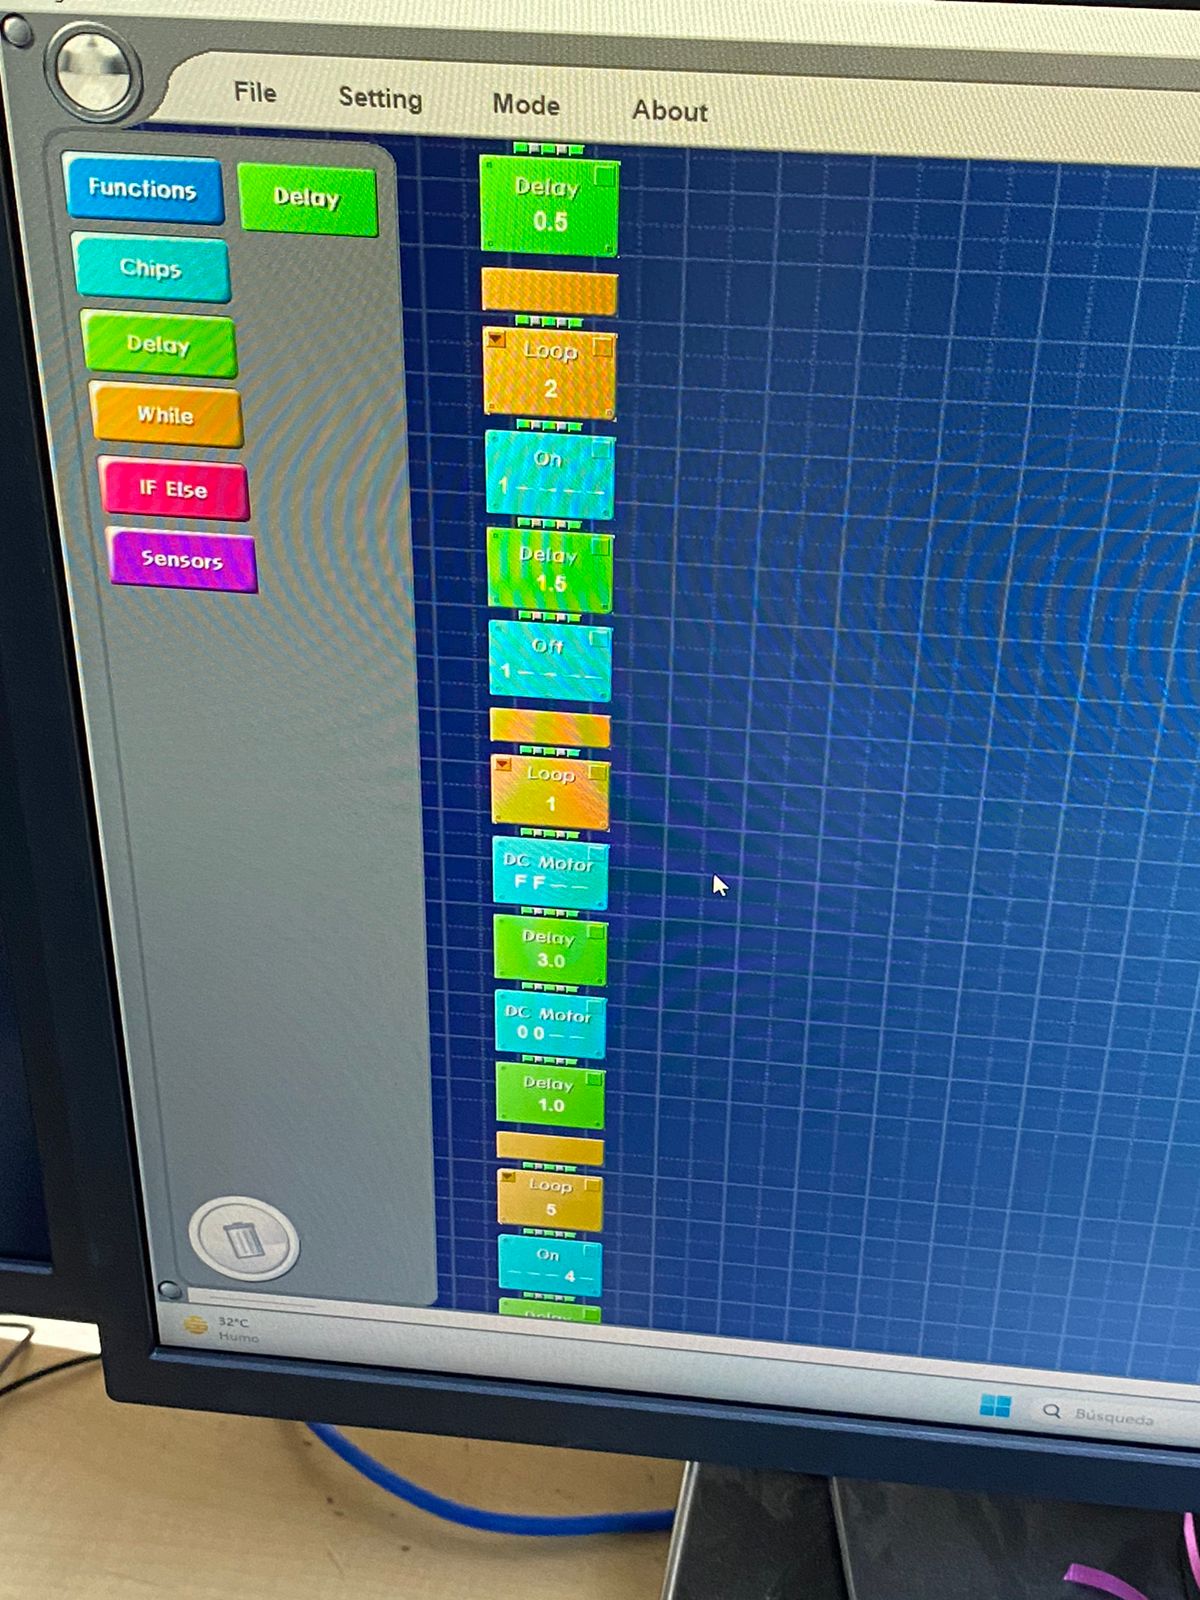 File Setting Mode About
Functions
Delay
Chips
Delay
While
IF Else
Sensors
Delay
0.5
Loop
2
On
1 - - - -
Delay
1.5
Off
1 - - - -
Loop
1
DC Motor
F F - -
Delay
3.0
DC Motor
0 0 - -
Delay
1.0
Loop
5
On
- - - 4 -
Delay
32°C
Humo
Búsqueda